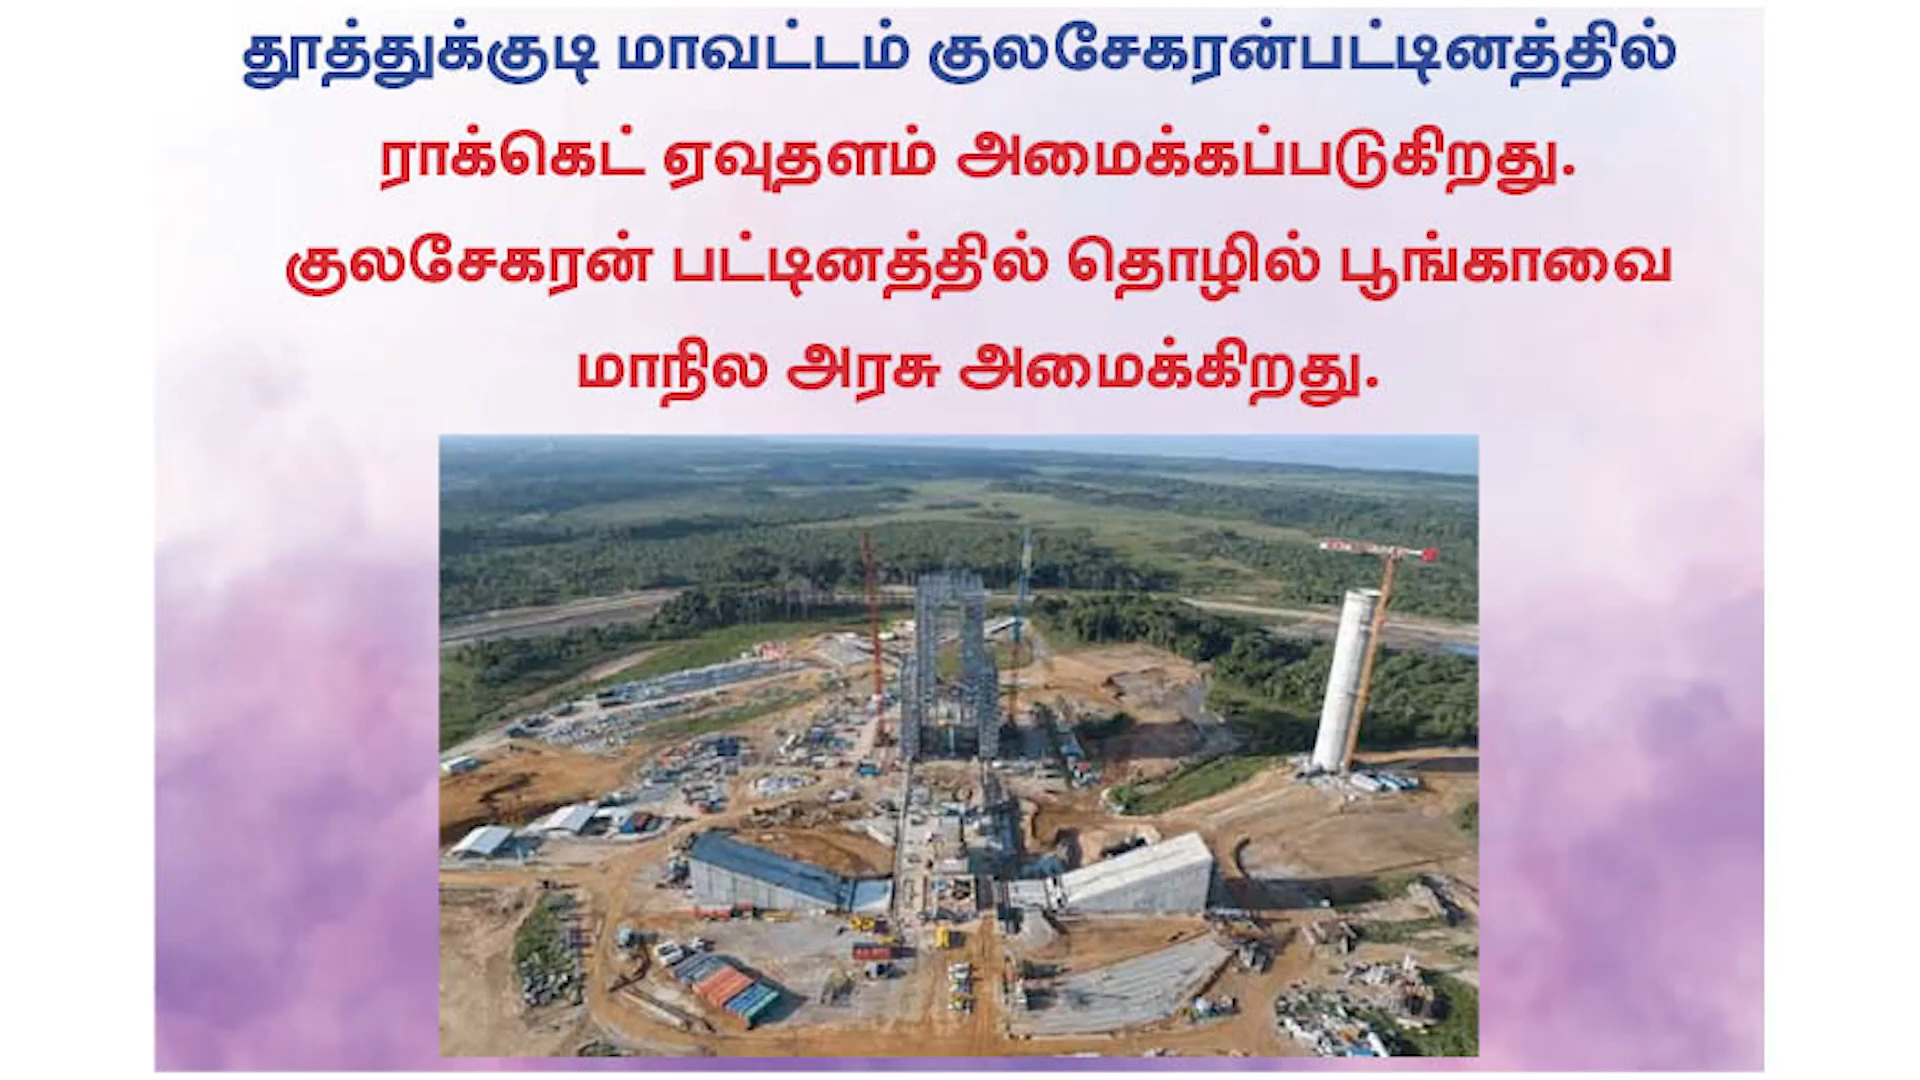 தூத்துக்குடி மாவட்டம் குலசேகரன்பட்டினத்தில்
ராக்கெட் ஏவுதளம் அமைக்கப்படுகிறது.
குலசேகரன் பட்டினத்தில் தொழில் பூங்காவை
மாநில அரசு அமைக்கிறது.